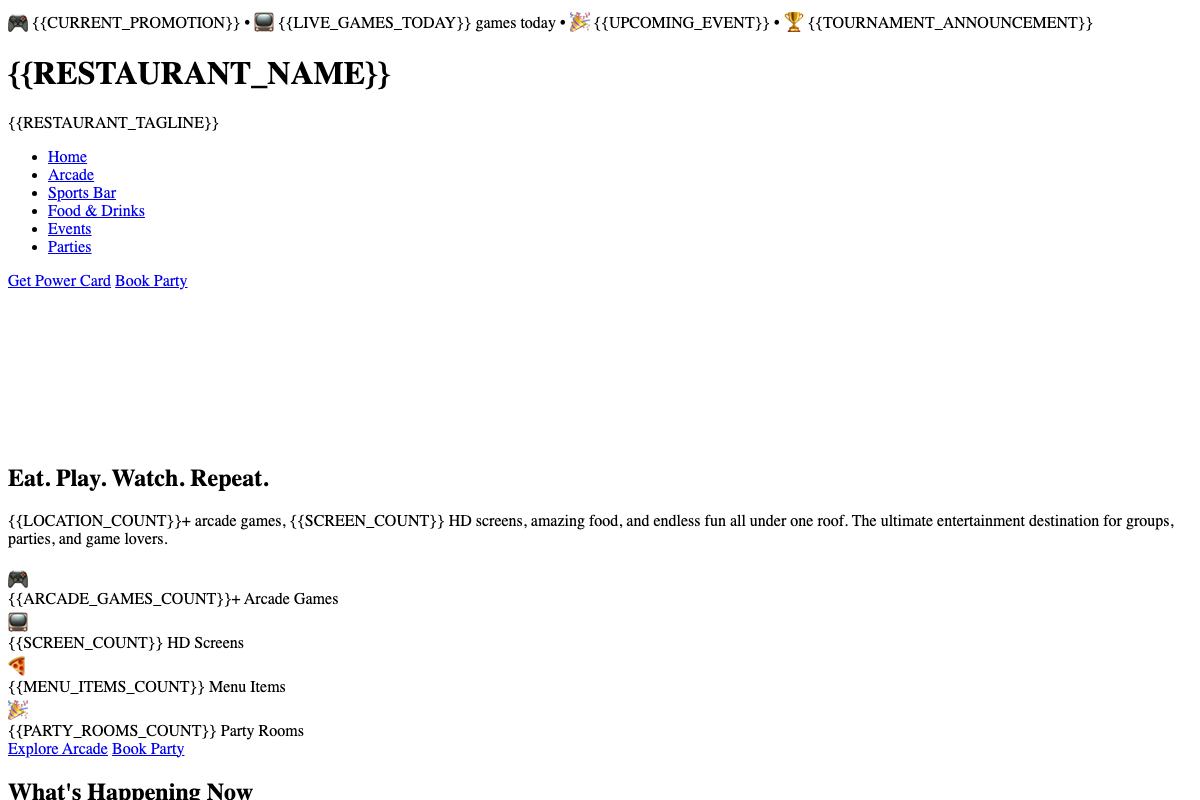 🎮 {{CURRENT_PROMOTION}} • 📺 {{LIVE_GAMES_TODAY}} games today • 🎉 {{UPCOMING_EVENT}} • 🏆 {{TOURNAMENT_ANNOUNCEMENT}}
{{RESTAURANT_NAME}}
{{RESTAURANT_TAGLINE}}
• Home
• Arcade
• Sports Bar
• Food & Drinks
• Events
• Parties
Get Power Card Book Party
Eat. Play. Watch. Repeat.
{{LOCATION_COUNT}}+ arcade games, {{SCREEN_COUNT}} HD screens, amazing food, and endless fun all under one roof. The ultimate entertainment destination for groups,
parties, and game lovers.
🎮
{{ARCADE_GAMES_COUNT}}+ Arcade Games
📺
{{SCREEN_COUNT}} HD Screens
🍕
{{MENU_ITEMS_COUNT}} Menu Items
🎉
{{PARTY_ROOMS_COUNT}} Party Rooms
Explore Arcade Book Party
What's Happening Now